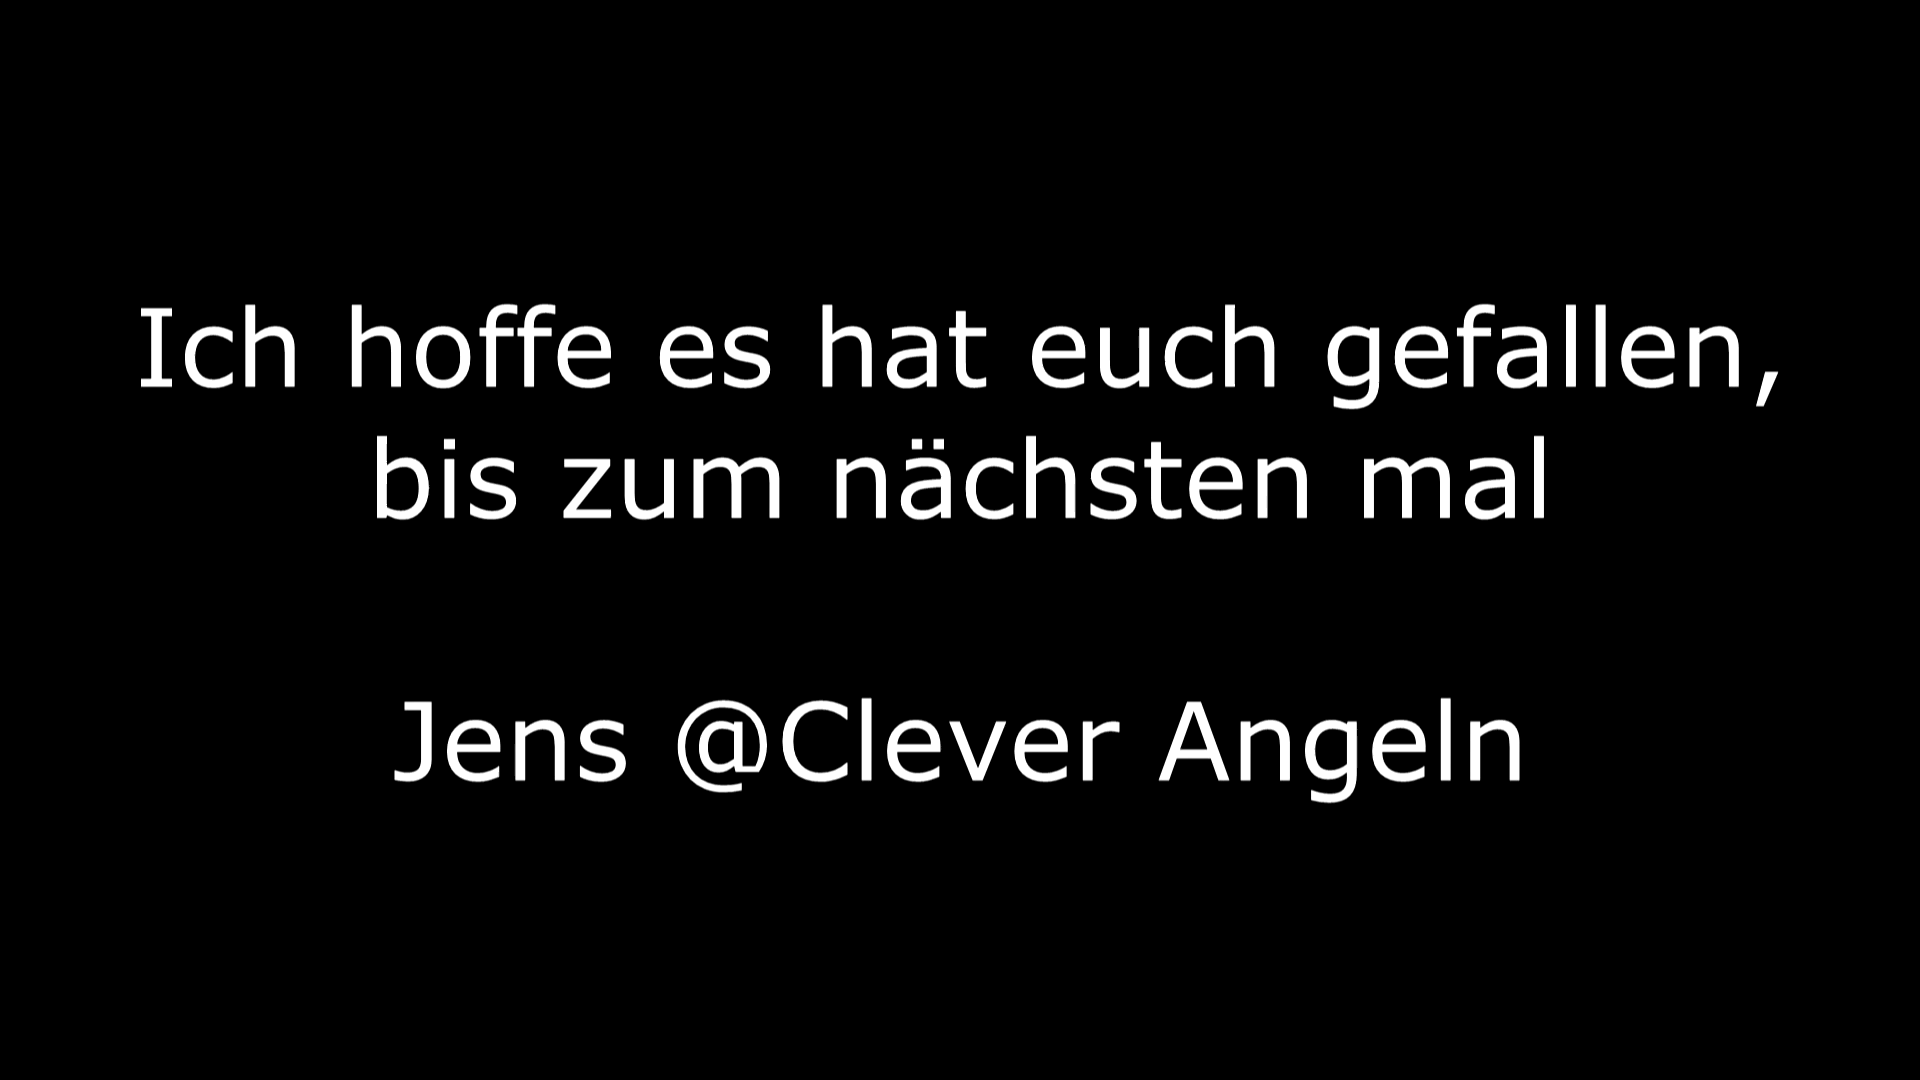 Ich hoffe es hat euch gefallen,
bis zum nächsten mal
Jens @Clever Angeln